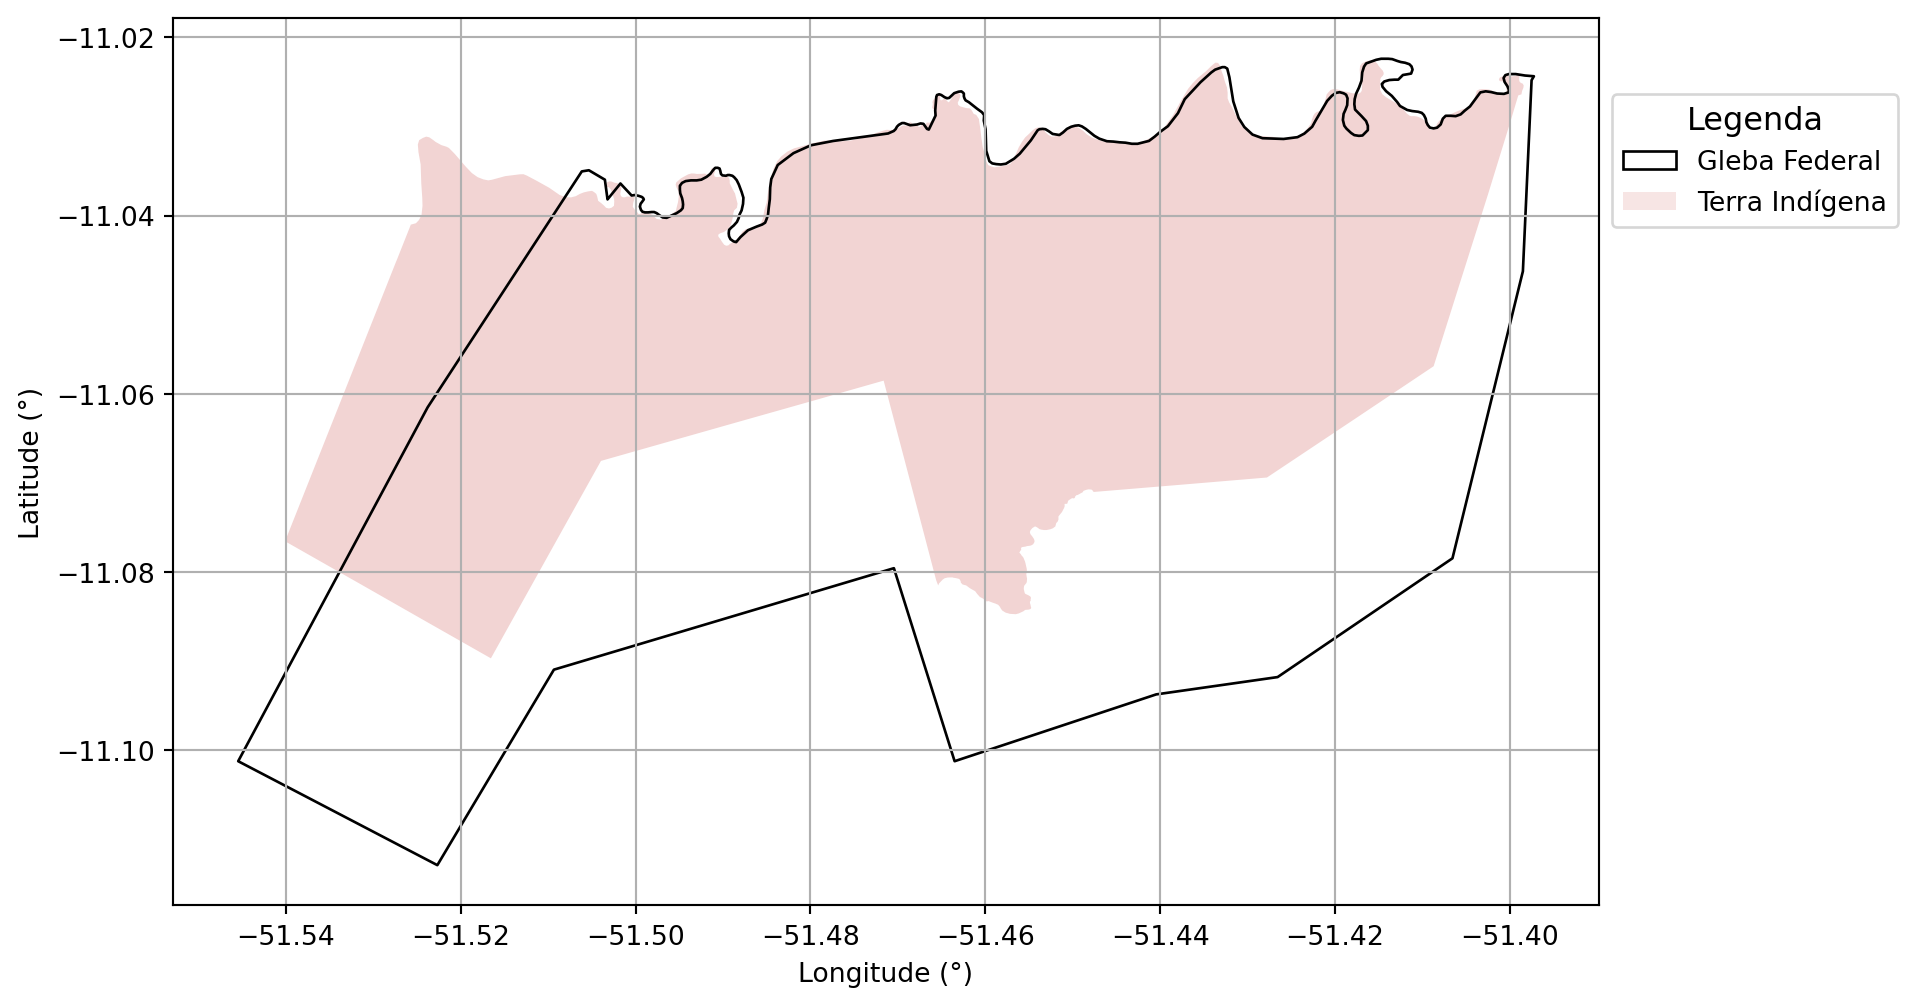 −11.02
−11.04
−11.06
−11.08
−11.10
Latitude (°)
−51.54 −51.52 −51.50 −51.48 −51.46 −51.44 −51.42 −51.40
Longitude (°)
Legenda
Gleba Federal
Terra Indígena